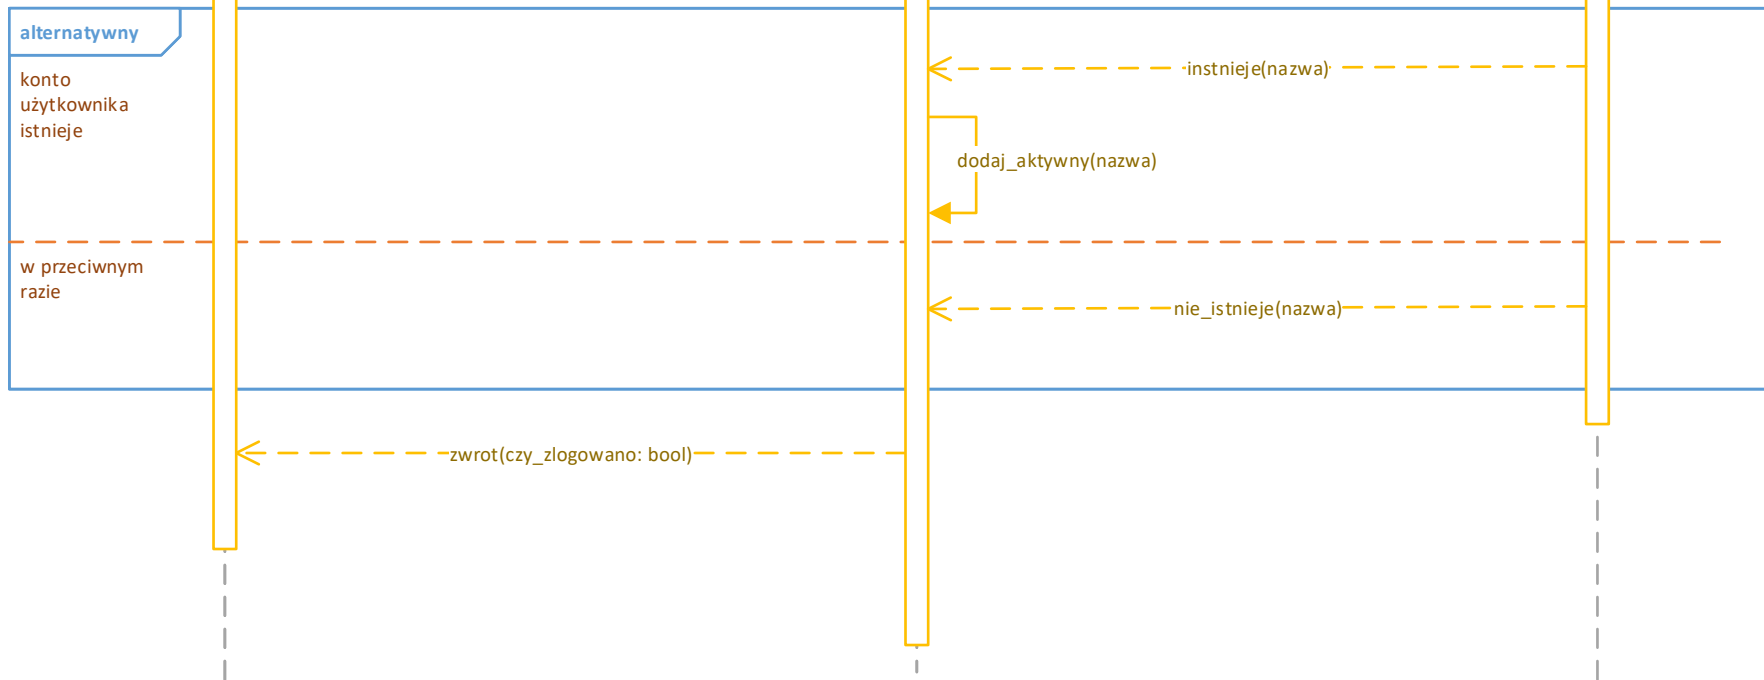 alternatywny
konto
użytkownika
istnieje
instnieje(nazwa)
dodaj_aktywny(nazwa)
w przeciwnym
razie
nie_istnieje(nazwa)
zwrot(czy_zlogowano: bool)